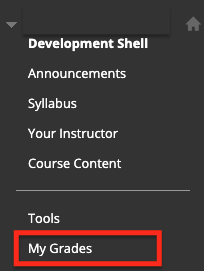 Development Shell
Announcements
Syllabus
Your Instructor
Course Content
Tools
My Grades